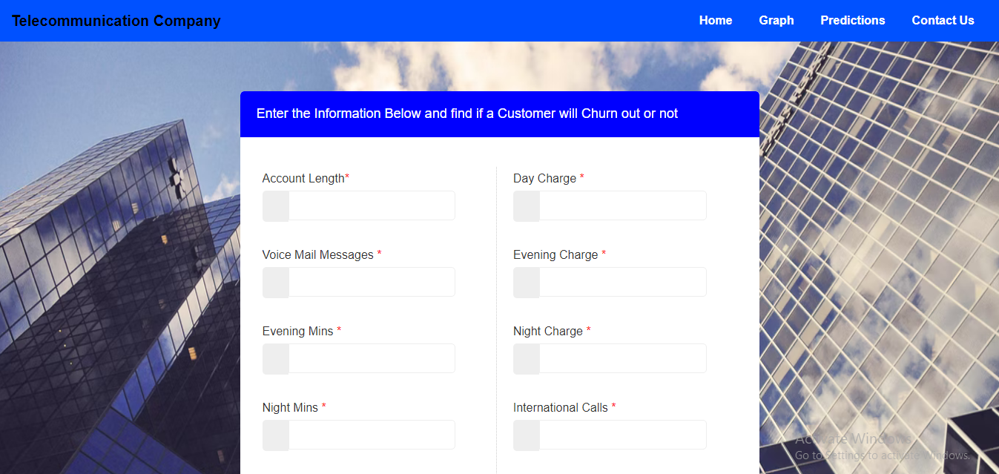 Telecommunication Company
Home Graph Predictions Contact Us
Enter the Information Below and find if a Customer will Churn out or not
Account Length*
Day Charge *
Voice Mail Messages *
Evening Charge *
Evening Mins *
Night Charge *
Night Mins *
International Calls *
Activate Windows
Go to Settings to activate Windows.